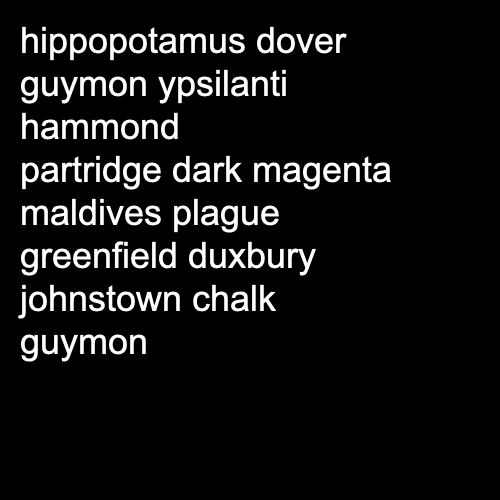 hippopotamus dover
guymon ypsilanti
hammond
partridge dark magenta
maldives plague
greenfield duxbury
johnstown chalk
guymon